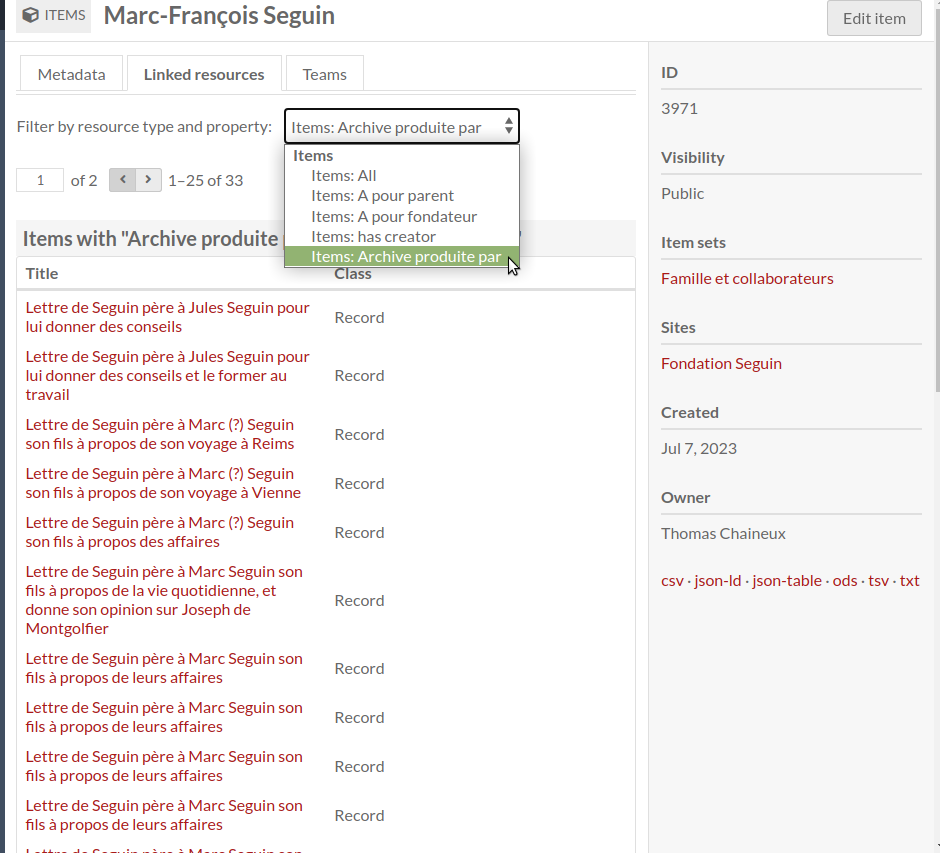 ITEMS Marc-François Seguin Edit item
Metadata Linked resources Teams
Filter by resource type and property: Items: Archive produite par
Items
Items: All
Items: A pour parent
Items: A pour fondateur
Items: has creator
Items: Archive produite par
1 of 2 1–25 of 33
Items with "Archive produite "
Title Class
Lettre de Seguin père à Jules Seguin pour
lui donner des conseils
Record
Lettre de Seguin père à Jules Seguin pour
lui donner des conseils et le former au
travail
Record
Lettre de Seguin père à Marc (?) Seguin
son fils à propos de son voyage à Reims
Record
Lettre de Seguin père à Marc (?) Seguin
son fils à propos de son voyage à Vienne
Record
Lettre de Seguin père à Marc (?) Seguin
son fils à propos des affaires
Record
Lettre de Seguin père à Marc Seguin son
fils à propos de la vie quotidienne, et
donne son opinion sur Joseph de
Montgolfier
Record
Lettre de Seguin père à Marc Seguin son
fils à propos de leurs affaires
Record
Lettre de Seguin père à Marc Seguin son
fils à propos de leurs affaires
Record
Lettre de Seguin père à Marc Seguin son
fils à propos de leurs affaires
Record
Lettre de Seguin père à Marc Seguin son
fils à propos de leurs affaires
Record
ID
3971
Visibility
Public
Item sets
Famille et collaborateurs
Sites
Fondation Seguin
Created
Jul 7, 2023
Owner
Thomas Chaineux
csv · json-ld · json-table · ods · tsv · txt